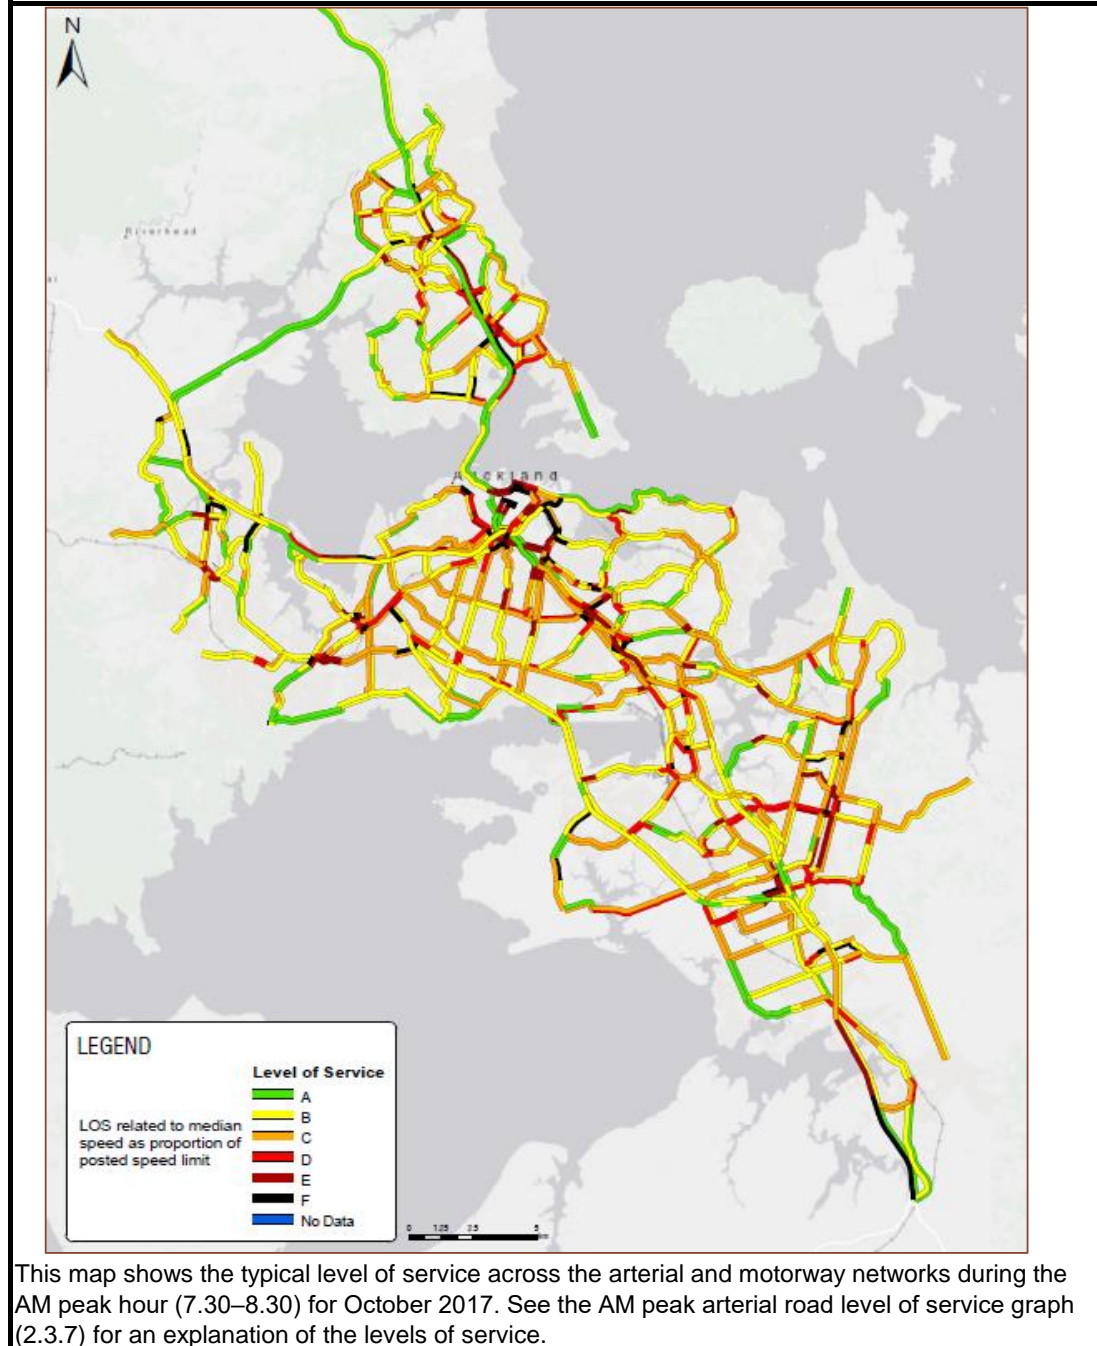 N
Riverhead
Auckland
LEGEND
Level of Service
A
B
LOS related to median
speed as proportion of
posted speed limit
C
D
E
F
No Data
0 1.25 2.5 5
km
This map shows the typical level of service across the arterial and motorway networks during the
AM peak hour (7.30–8.30) for October 2017. See the AM peak arterial road level of service graph
(2.3.7) for an explanation of the levels of service.